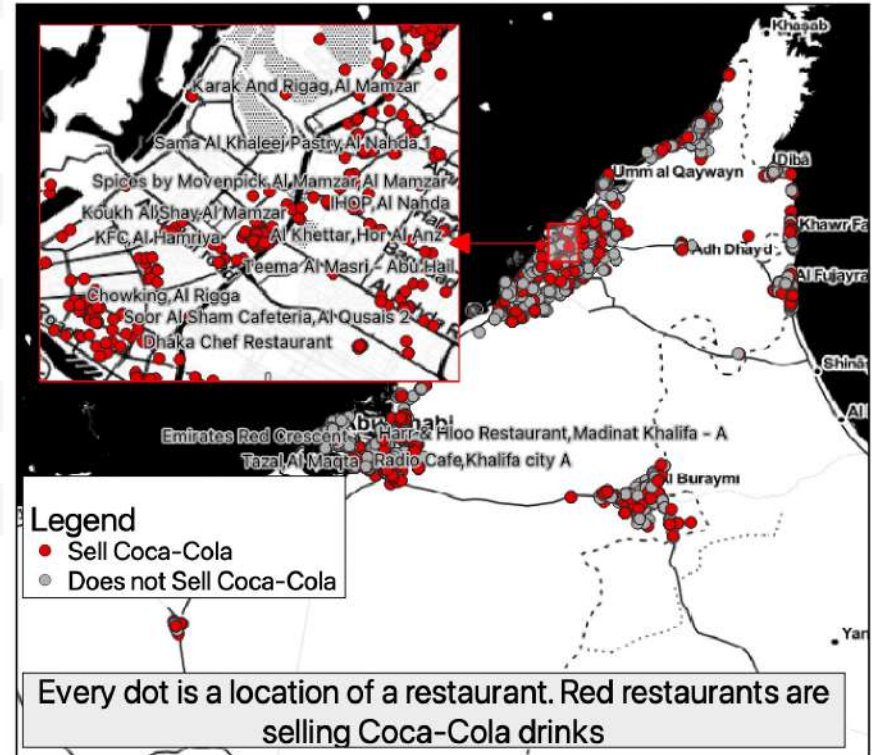 Khasab
Karak And Rigag,Al Mamzar
Sama Al Khaleej Pastry,Al Nahda 1
Dibā
Umm al Qaywayn
Spices by Movenpick,Al Mamzar,Al Mamzar
IHOP,Al Nahda
Koukh Al Shay,Al Mamzar
Khawr Fa
KFC,Al Hamriya
Al Khettar,Hor Al Anz
Adh Dhayd
Teema Al Masri - Abu Hail
Al Fujayra
Chowking,Al Rigga
Soor Al Sham Cafeteria,Al Qusais 2
Dhaka Chef Restaurant
Shinā
Al
Emirates Red Crescent
Harr & Hloo Restaurant,Madinat Khalifa - A
Tazal,Al Maqta
Radio Cafe,Khalifa city A
Buraymi
Legend
Sell Coca-Cola
Does not Sell Coca-Cola
Yan
Every dot is a location of a restaurant. Red restaurants are
selling Coca-Cola drinks